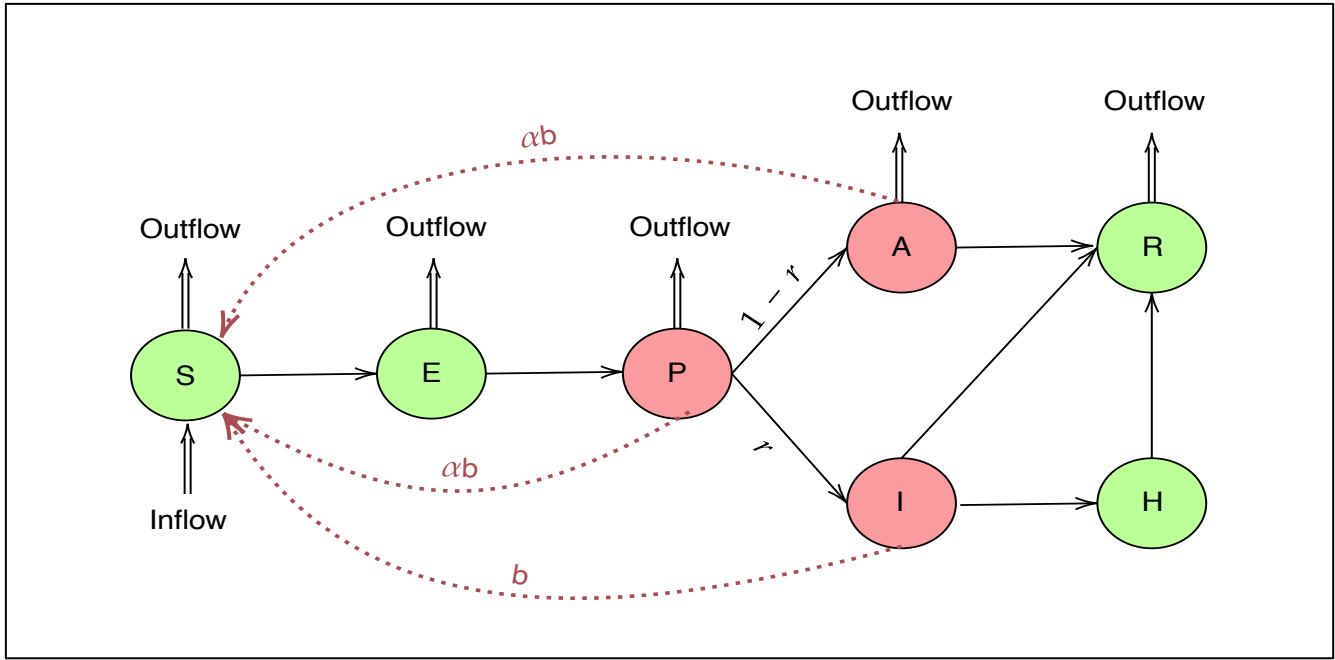 Outflow Outflow
αb
Outflow Outflow Outflow
A R
1 − r
S E P
r
αb
I H
Inflow
b